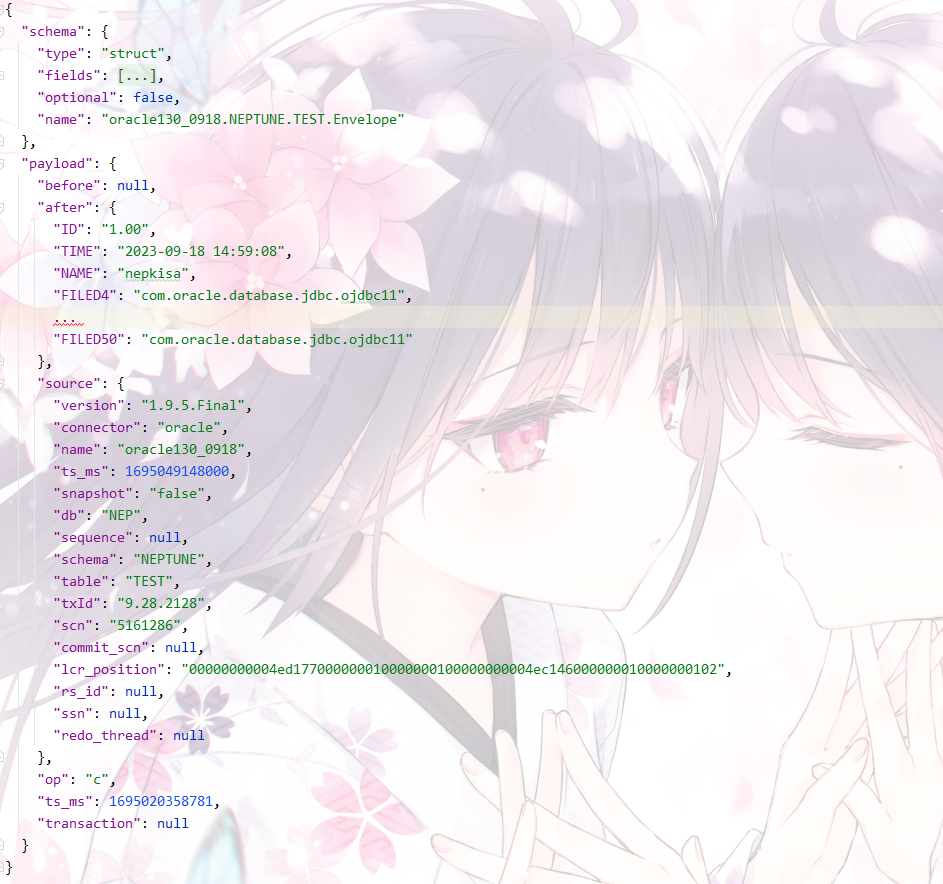 {
"schema": {
"type": "struct",
"fields": [...],
"optional": false,
"name": "oracle130_0918.NEPTUNE.TEST.Envelope"
},
"payload": {
"before": null,
"after": {
"ID": "1.00",
"TIME": "2023-09-18 14:59:08",
"NAME": "nepkisa",
"FILED4": "com.oracle.database.jdbc.ojdbc11",
...
"FILED50": "com.oracle.database.jdbc.ojdbc11"
},
"source": {
"version": "1.9.5.Final",
"connector": "oracle",
"name": "oracle130_0918",
"ts_ms": 1695049148000,
"snapshot": "false",
"db": "NEP",
"sequence": null,
"schema": "NEPTUNE",
"table": "TEST",
"txId": "9.28.2128",
"scn": "5161286",
"commit_scn": null,
"lcr_position": "00000000004ed17700000001000000010000000004ec146000000010000000102",
"rs_id": null,
"ssn": null,
"redo_thread": null
},
"op": "c",
"ts_ms": 1695020358781,
"transaction": null
}
}